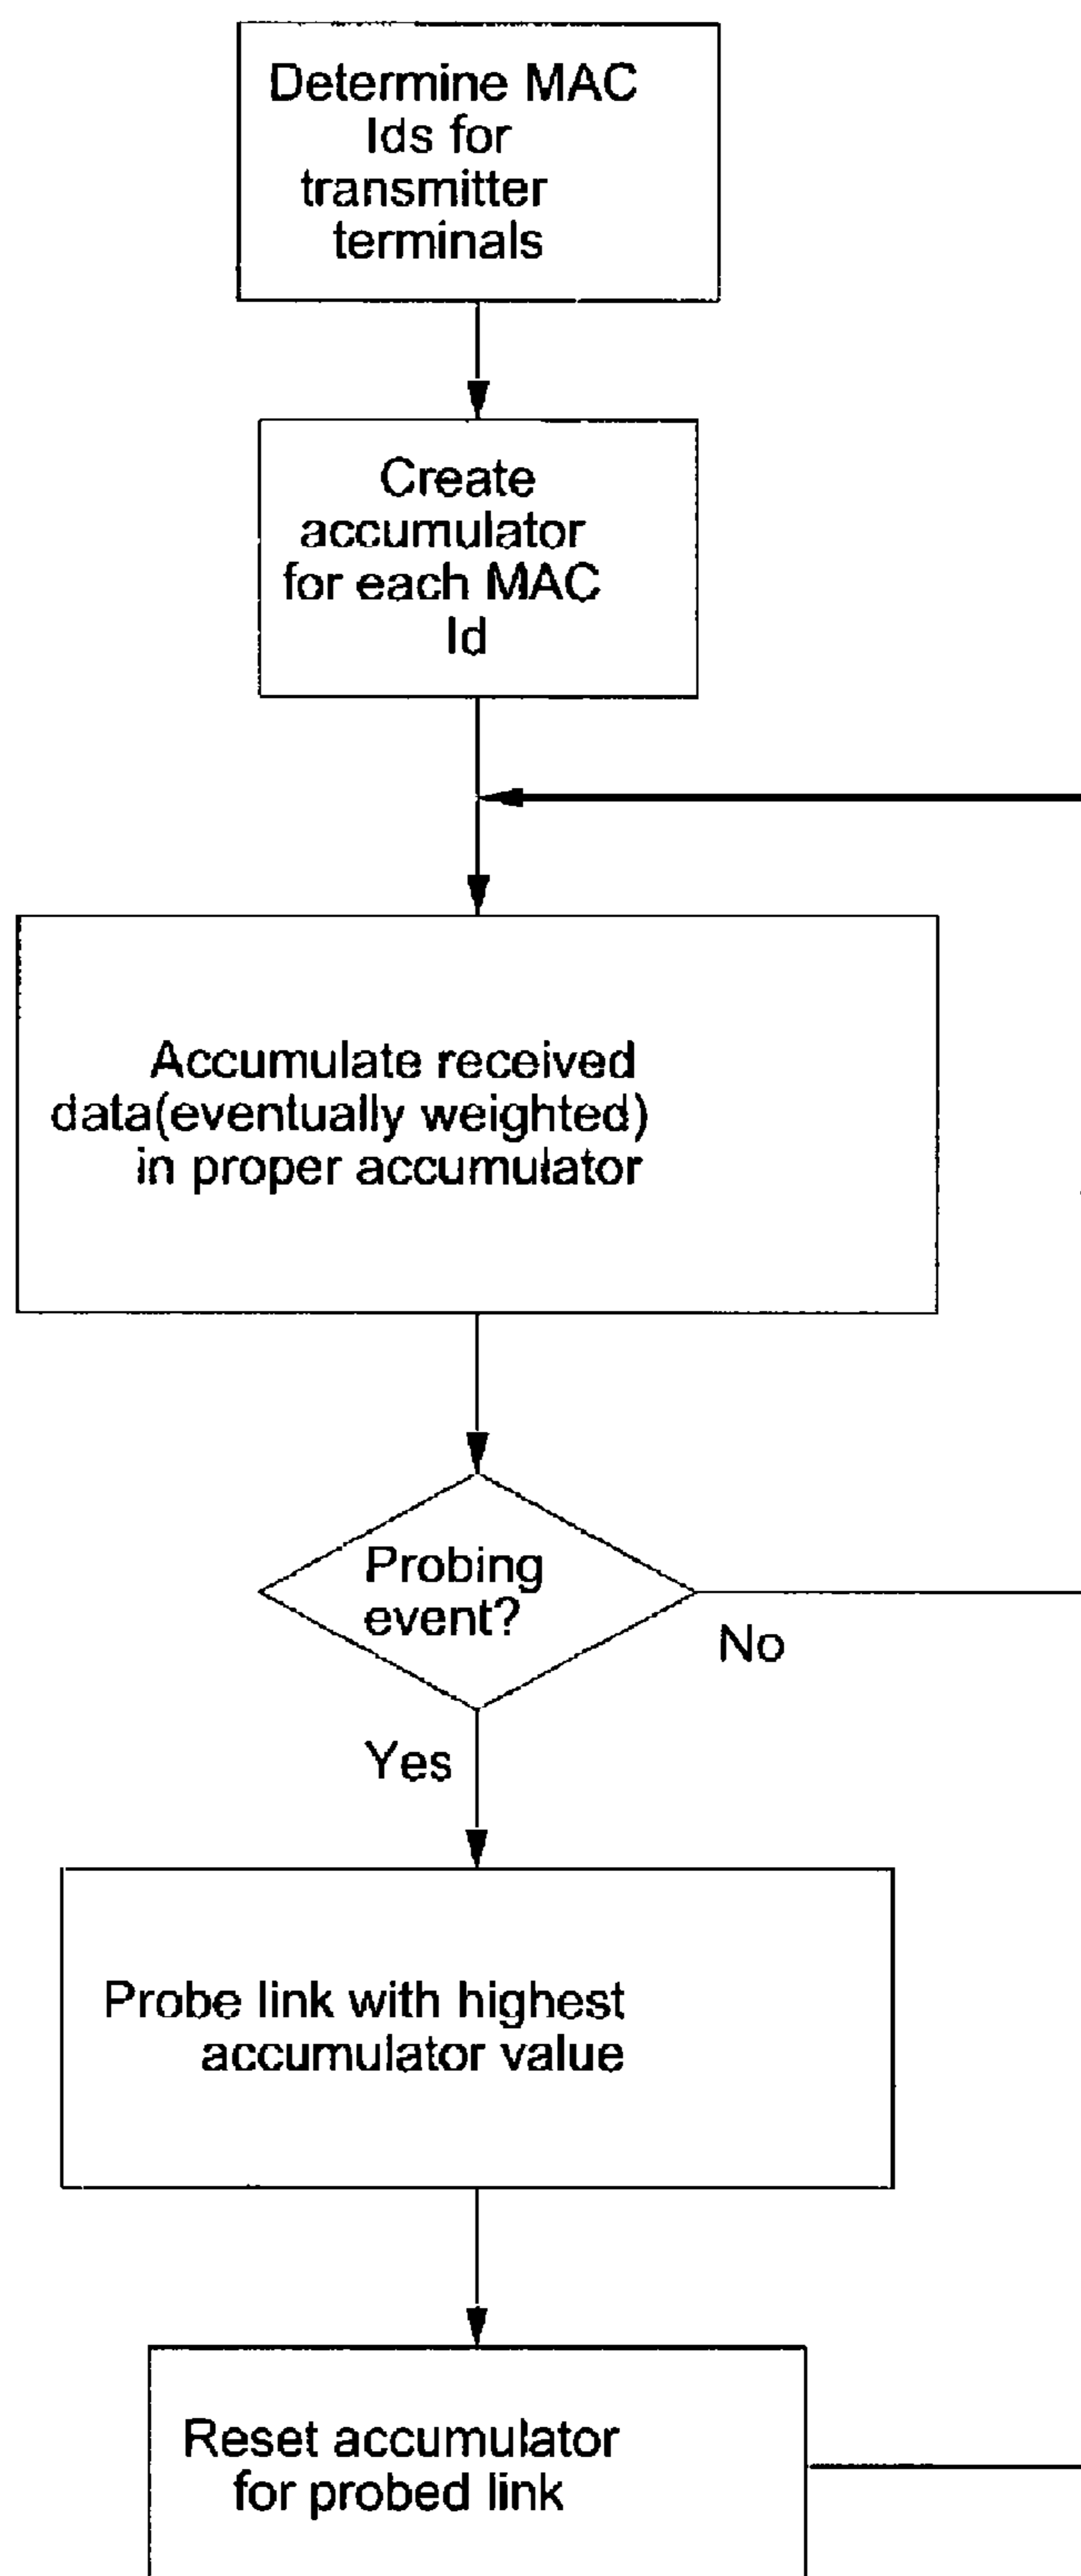 Determine MAC
Ids for
transmitter
terminals
Create
accumulator
for each MAC
Id
Accumulate received
data(eventually weighted)
in proper accumulator
Probing
event?
No
Yes
Probe link with highest
accumulator value
Reset accumulator
for probed link